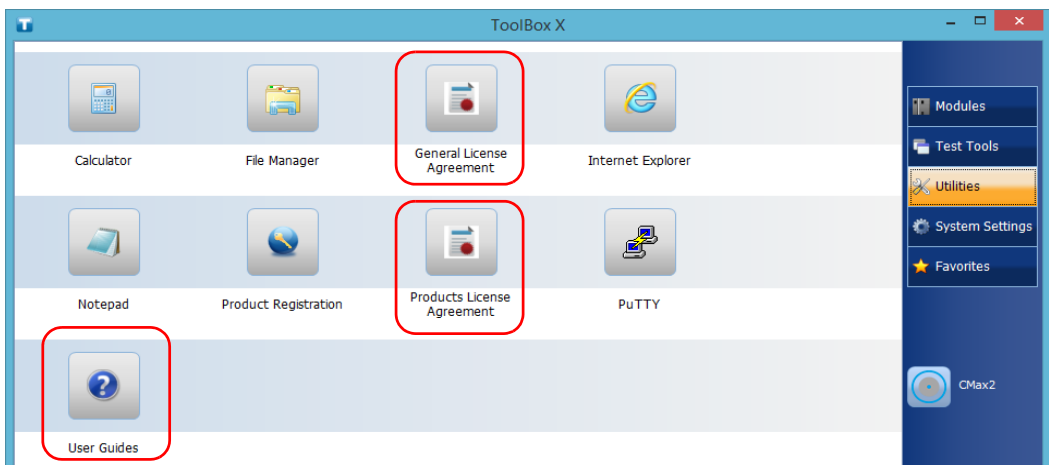 ToolBox X
Calculator
File Manager
General License
Agreement
Internet Explorer
Notepad
Product Registration
Products License
Agreement
PuTTY
User Guides
Modules
Test Tools
Utilities
System Settings
Favorites
CMax2